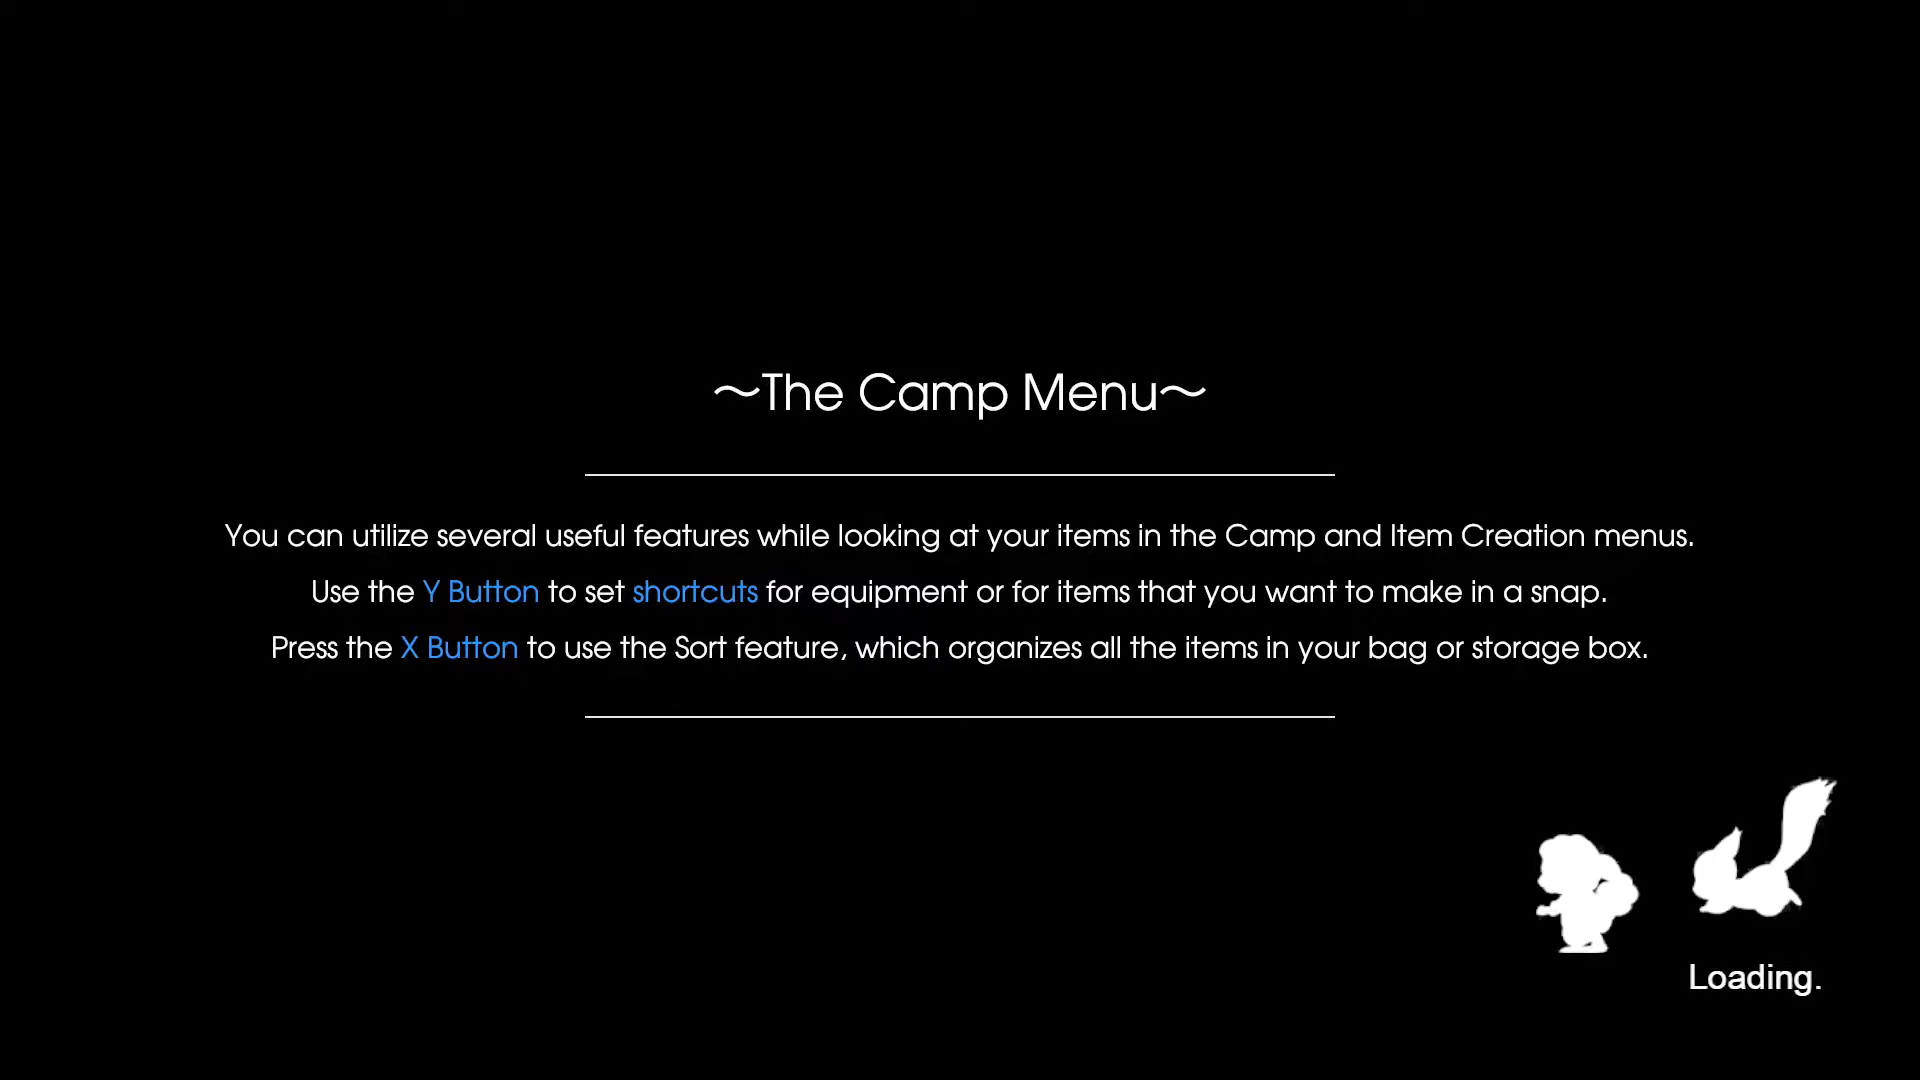 ～The Camp Menu～
You can utilize several useful features while looking at your items in the Camp and Item Creation menus.
Use the Y Button to set shortcuts for equipment or for items that you want to make in a snap.
Press the X Button to use the Sort feature, which organizes all the items in your bag or storage box.
Loading.